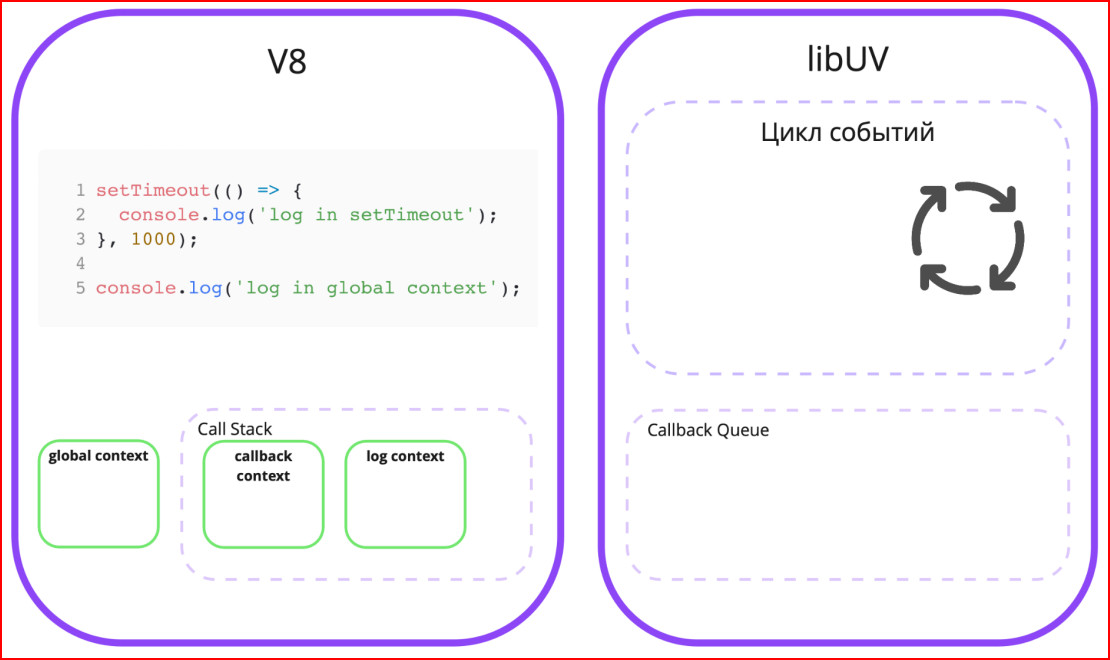 V8
1 setTimeout(() => {
2   console.log('log in setTimeout');
3 }, 1000);
4
5 console.log('log in global context');
global context
Call Stack
callback
context
log context
libUV
Цикл событий
Callback Queue